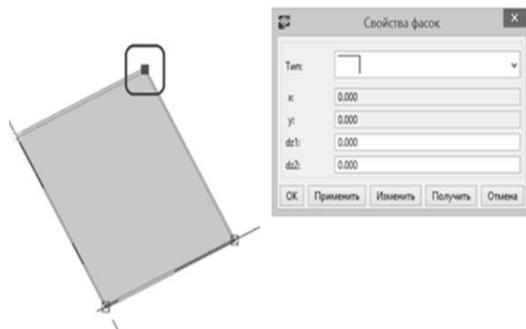 Свойства фасок
X
Тип:
x: 0.000
y: 0.000
dz1: 0.000
dz2: 0.000
OK Применить Изменить Получить Отмена